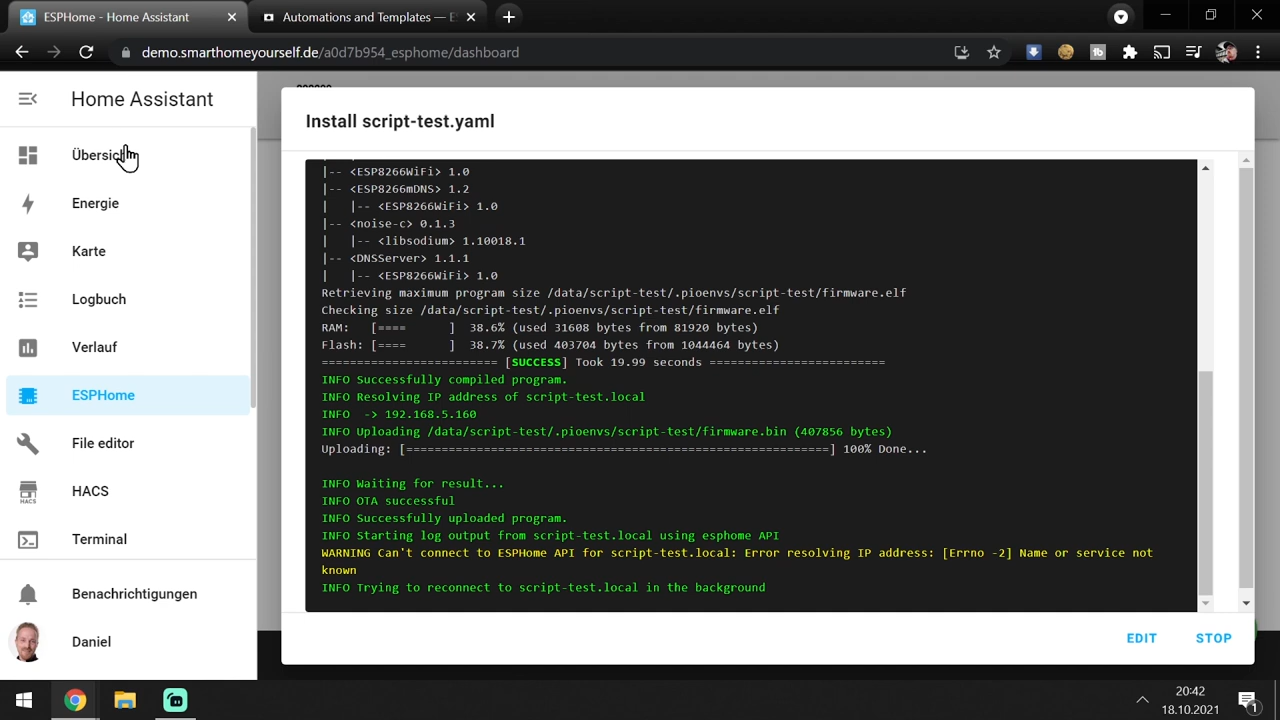 ESPHome - Home Assistant
Automations and Templates — ES
demo.smarthomeyourself.de/a0d7b954_esphome/dashboard
Home Assistant
Übersicht
Energie
Karte
Logbuch
Verlauf
ESPHome
File editor
HACS
HACS
Terminal
Benachrichtigungen
Daniel
Install script-test.yaml
|-- <ESP8266WiFi> 1.0
|-- <ESP8266mDNS> 1.2
|   |-- <ESP8266WiFi> 1.0
|-- <noise-c> 0.1.3
|   |-- <libsodium> 1.10018.1
|-- <DNSServer> 1.1.1
|   |-- <ESP8266WiFi> 1.0
Retrieving maximum program size /data/script-test/.pioenvs/script-test/firmware.elf
Checking size /data/script-test/.pioenvs/script-test/firmware.elf
RAM:   [====      ]  38.6% (used 31608 bytes from 81920 bytes)
Flash: [====      ]  38.7% (used 403704 bytes from 1044464 bytes)
========================= [SUCCESS] Took 19.99 seconds =========================
INFO Successfully compiled program.
INFO Resolving IP address of script-test.local
INFO  -> 192.168.5.160
INFO Uploading /data/script-test/.pioenvs/script-test/firmware.bin (407856 bytes)
Uploading: [============================================================] 100% Done...
INFO Waiting for result...
INFO OTA successful
INFO Successfully uploaded program.
INFO Starting log output from script-test.local using esphome API
WARNING Can't connect to ESPHome API for script-test.local: Error resolving IP address: [Errno -2] Name or service not
known
INFO Trying to reconnect to script-test.local in the background
EDIT
STOP
20:42
18.10.2021
1